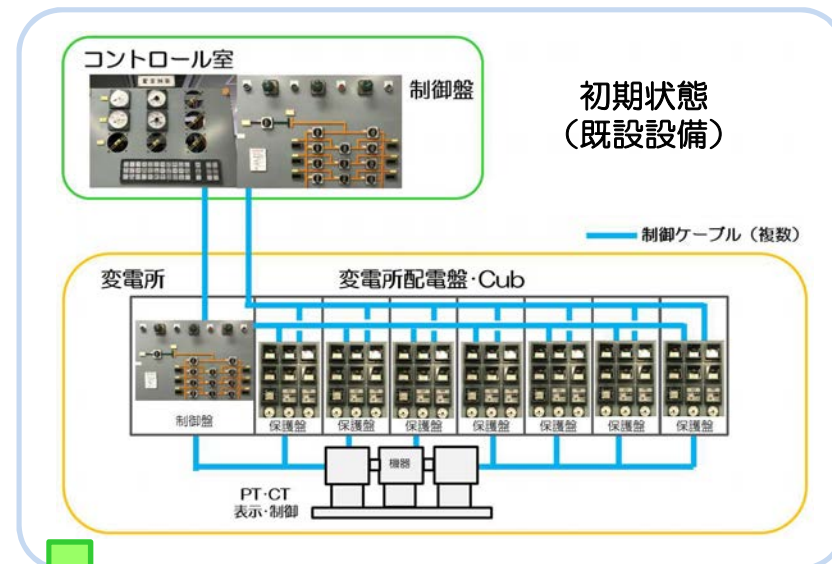 コントロール室
制御盤
初期状態
（既設設備）
制御ケーブル（複数）
変電所
変電所配電盤・Cub
制御盤
保護盤
保護盤
保護盤
保護盤
保護盤
保護盤
保護盤
機器
PT・CT
表示・制御